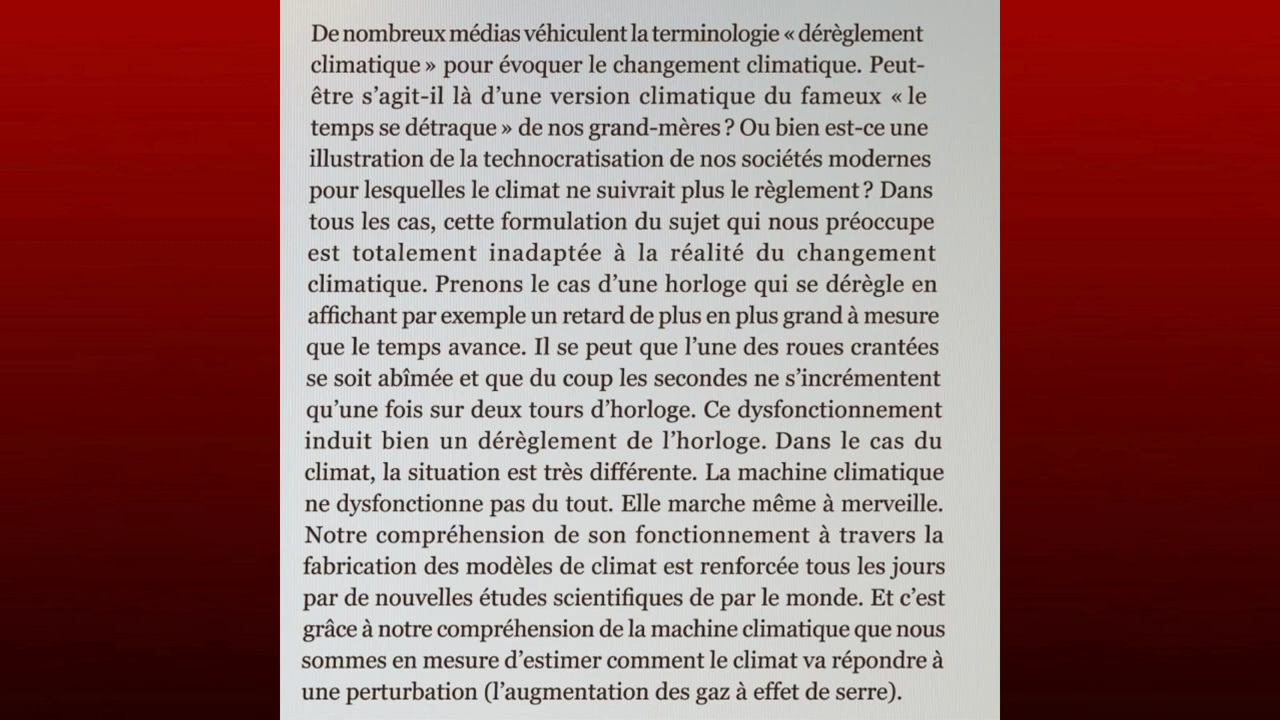 De nombreux médias véhiculent la terminologie « dérèglement
climatique » pour évoquer le changement climatique. Peut-
être s’agit-il là d’une version climatique du fameux « le
temps se détraque » de nos grand-mères ? Ou bien est-ce une
illustration de la technocratisation de nos sociétés modernes
pour lesquelles le climat ne suivrait plus le règlement ? Dans
tous les cas, cette formulation du sujet qui nous préoccupe
est totalement inadaptée à la réalité du changement
climatique. Prenons le cas d’une horloge qui se dérègle en
affichant par exemple un retard de plus en plus grand à mesure
que le temps avance. Il se peut que l’une des roues crantées
se soit abîmée et que du coup les secondes ne s’incrémentent
qu’une fois sur deux tours d’horloge. Ce dysfonctionnement
induit bien un dérèglement de l’horloge. Dans le cas du
climat, la situation est très différente. La machine climatique
ne dysfonctionne pas du tout. Elle marche même à merveille.
Notre compréhension de son fonctionnement à travers la
fabrication des modèles de climat est renforcée tous les jours
par de nouvelles études scientifiques de par le monde. Et c’est
grâce à notre compréhension de la machine climatique que nous
sommes en mesure d’estimer comment le climat va répondre à
une perturbation (l’augmentation des gaz à effet de serre).